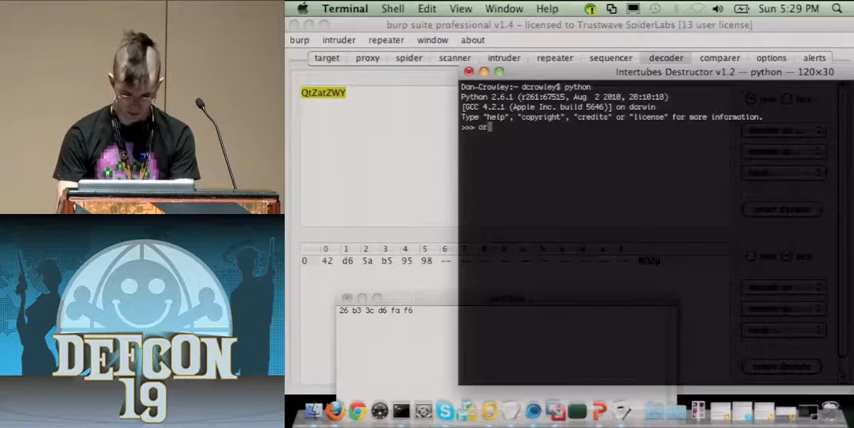 Terminal Shell Edit View Window Help Sun 5:29 PM
burp suite professional v1.4 - licensed to Trustwave SpiderLabs [13 user license]
burp intruder repeater window about
target proxy spider scanner intruder repeater sequencer decoder comparer options alerts
QtZatZWY
Intertubes Destructor v1.2 — python — 120×30
Dan-Crowley:~ dcrowley$ python
Python 2.6.1 (r261:67515, Aug 2 2010, 20:10:18)
[GCC 4.2.1 (Apple Inc. build 5646)] on darwin
Type "help", "copyright", "credits" or "license" for more information.
>>> or
0 1 2 3 4 5 6 7 8 9 a b c d e f
0 42 d6 5a b5 95 98 -- -- -- -- -- -- -- -- -- --
26 b3 3c d6 fa f6
DEFCON
19